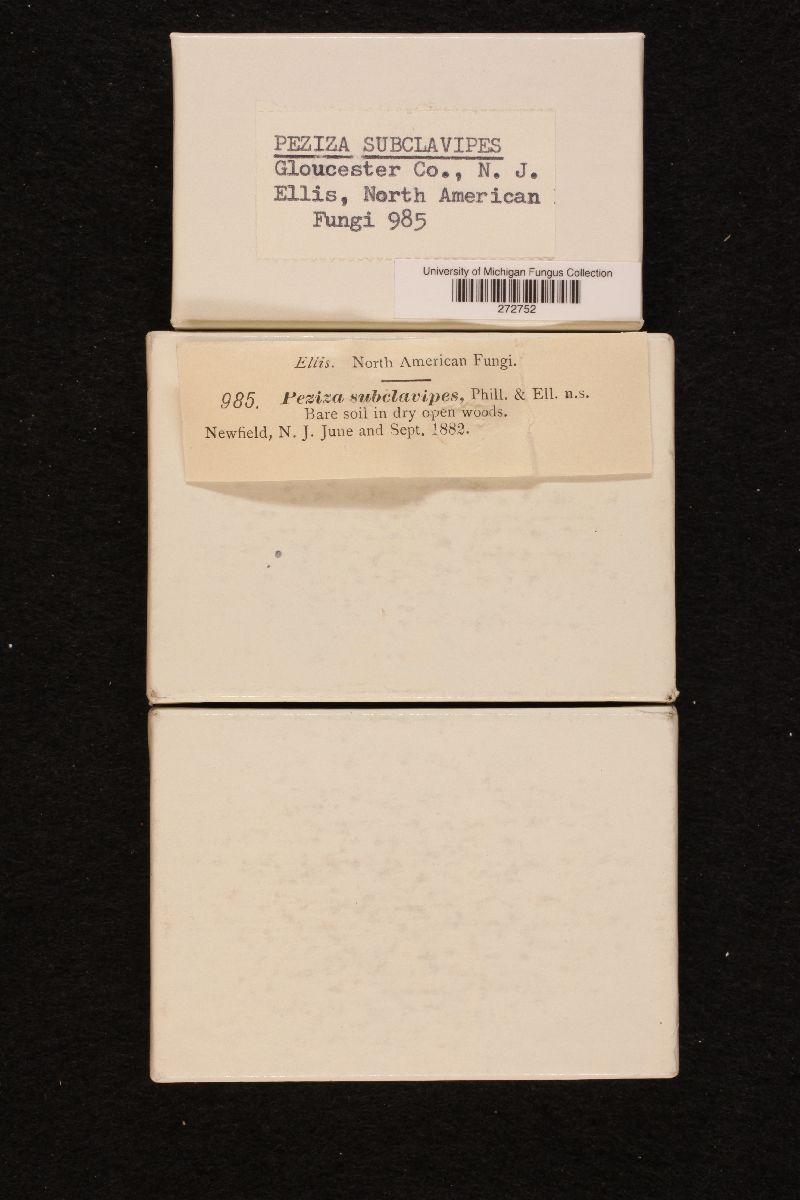 PEZIZA SUBCLAVIPES
Gloucester Co., N. J.
Ellis, North American
Fungi 985
University of Michigan Fungus Collection
272752
Ellis. North American Fungi.
985. Peziza subclavipes, Phill. & Ell. n.s.
Bare soil in dry open woods.
Newfield, N. J. June and Sept. 1882.